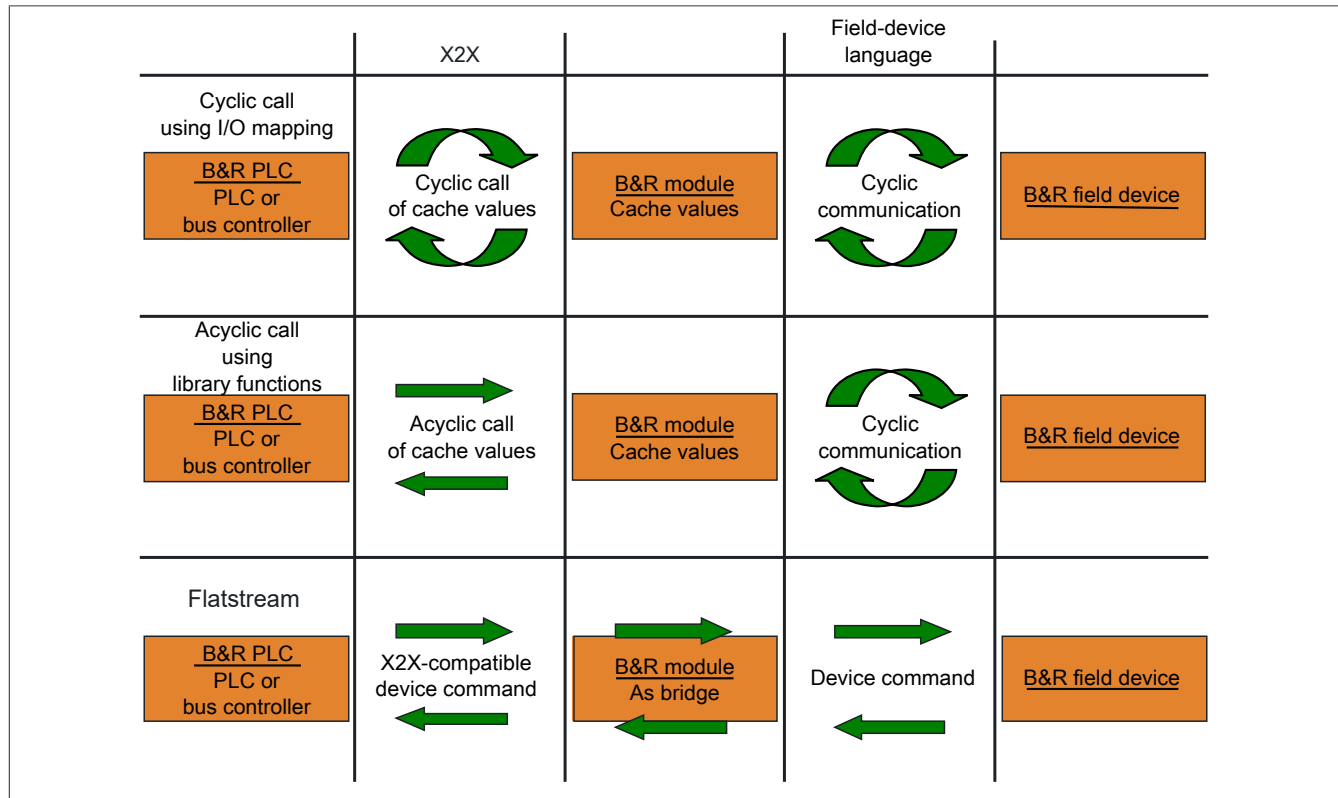 X2X
Field-device
language
Cyclic call
using I/O mapping
B&R PLC
PLC or
bus controller
Cyclic call
of cache values
B&R module
Cache values
Cyclic
communication
B&R field device
Acyclic call
using
library functions
B&R PLC
PLC or
bus controller
Acyclic call
of cache values
B&R module
Cache values
Cyclic
communication
B&R field device
Flatstream
B&R PLC
PLC or
bus controller
X2X-compatible
device command
B&R module
As bridge
Device command
B&R field device